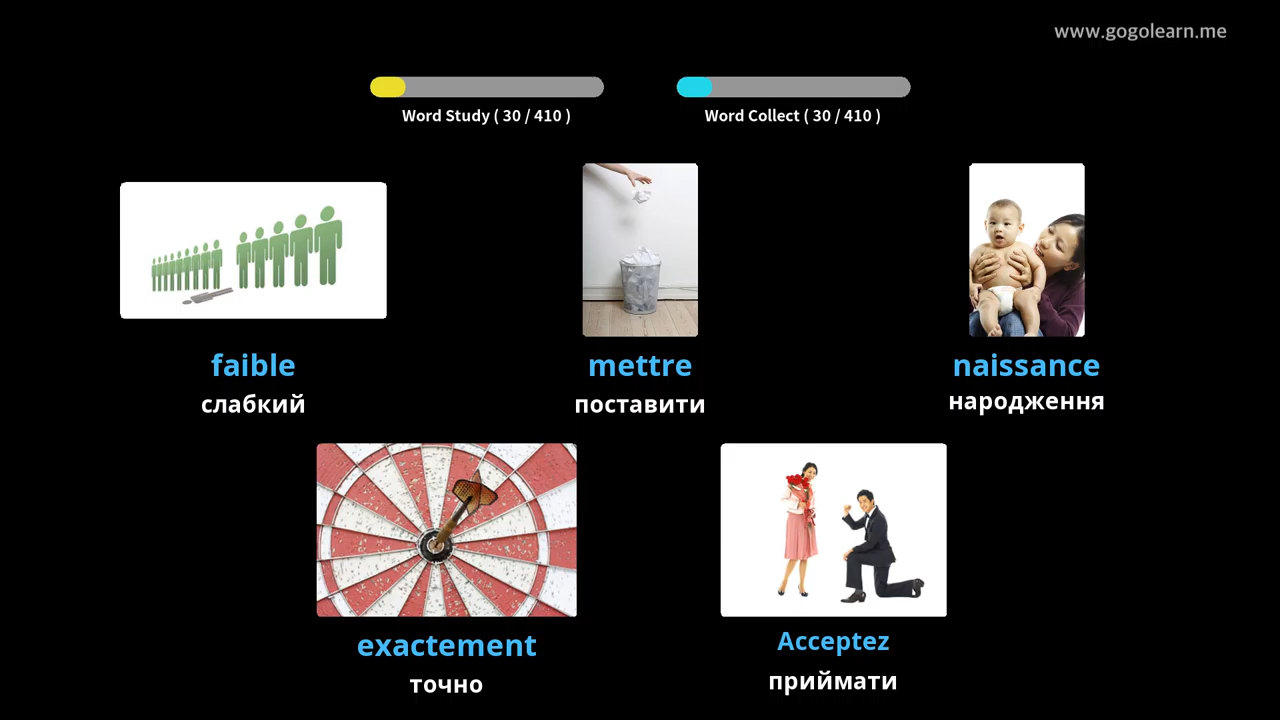 www.gogolearn.me
Word Study ( 30 / 410 )
Word Collect ( 30 / 410 )
faible
mettre
naissance
слабкий
поставити
народження
exactement
Acceptez
точно
приймати